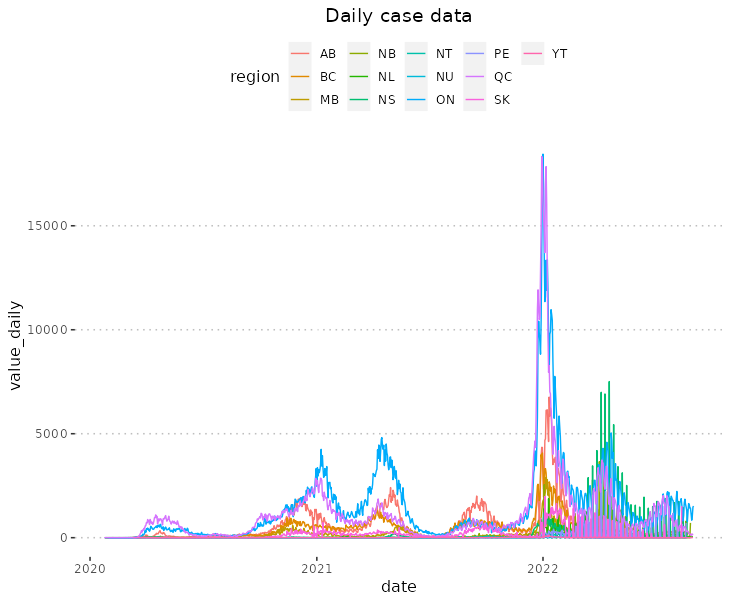 Daily case data
AB NB NT PE YT
region BC NL NU QC
MB NS ON SK
15000
10000
5000
0
value_daily
2020 2021 2022
date